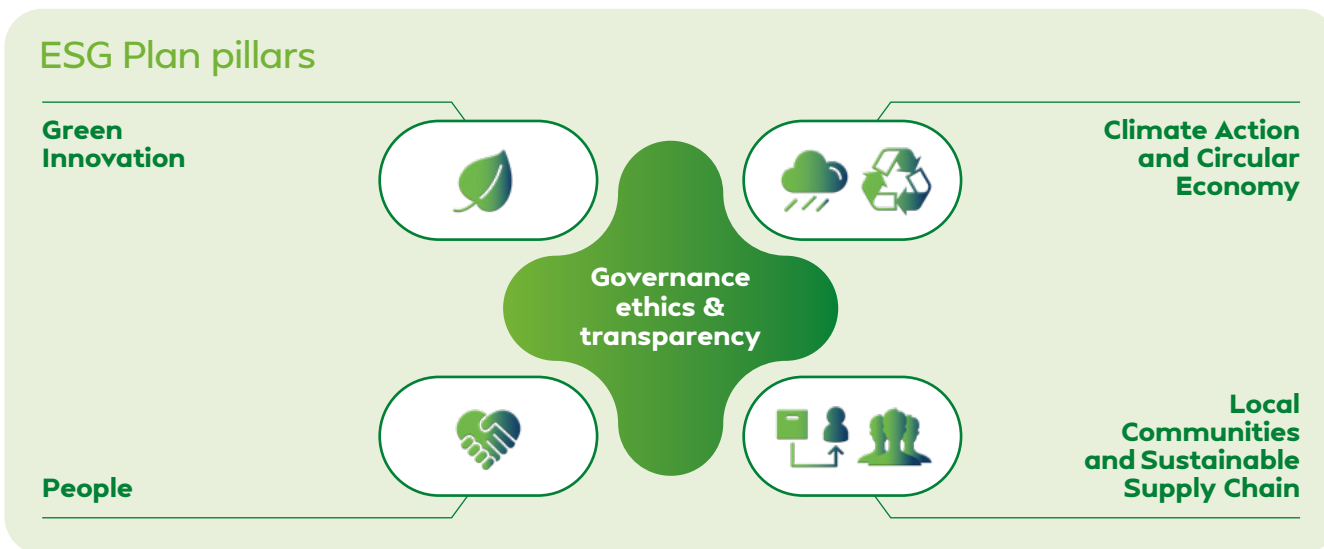 ESG Plan pillars
Green
Innovation
Climate Action
and Circular
Economy
Governance
ethics &
transparency
People
Local
Communities
and Sustainable
Supply Chain